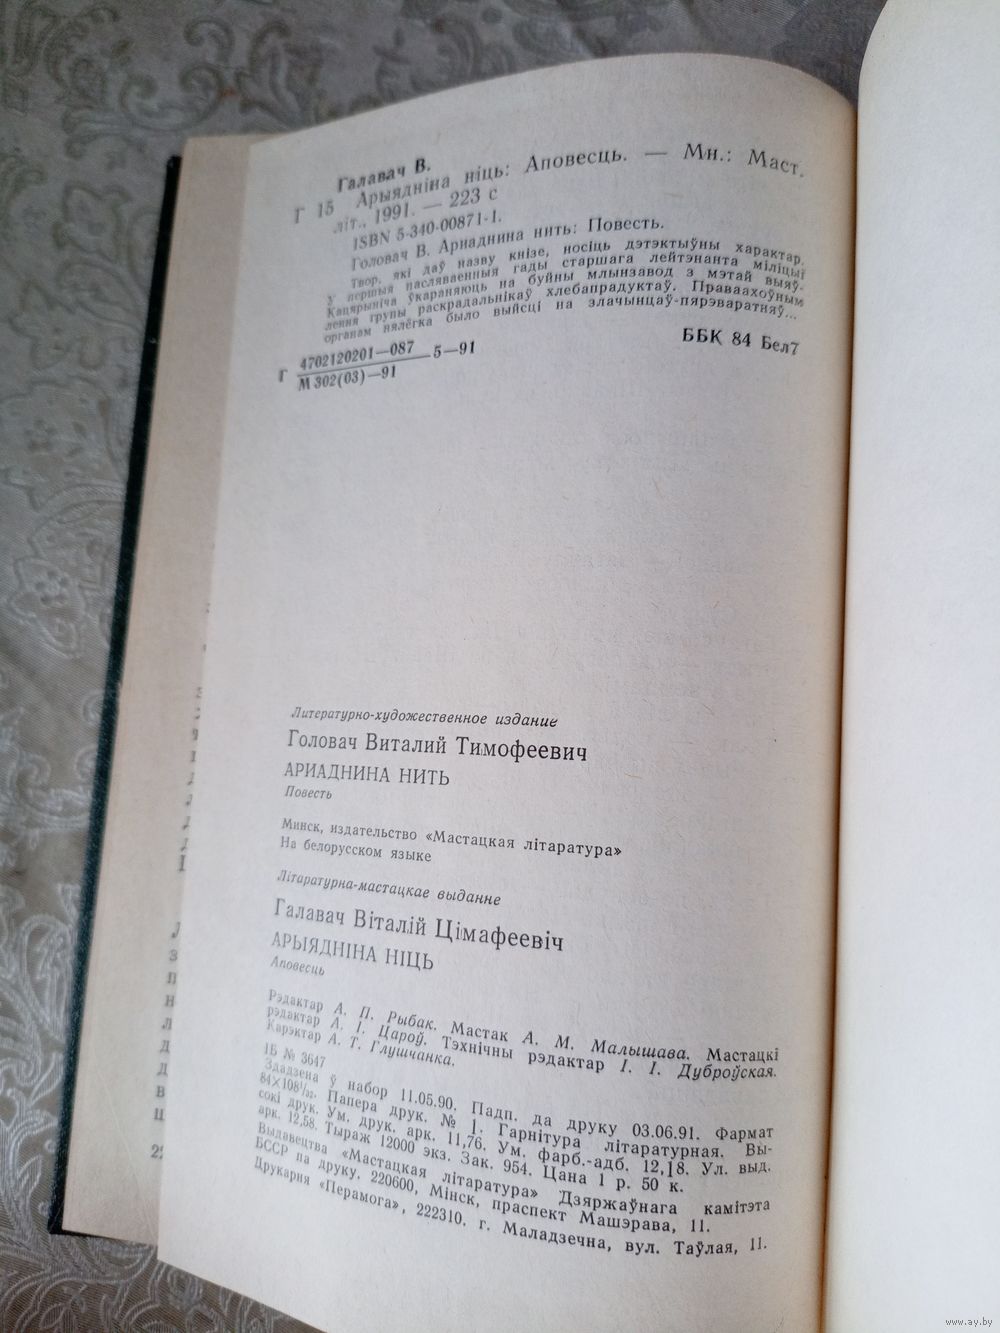 Галавач В.
Г 15 Арыядніна ніць: Аповесць. — Мн.: Маст.
літ., 1991. — 223 с
ISBN 5-340-00871-1.
Головач В. Ариаднина нить: Повесть.
Твор, які даў назву кнізе, носіць дэтэктыўны характар.
У першыя пасляваенныя гады старшага лейтэнанта міліцыі
Кацярыніча ўкараняюць на буйны млынзавод з мэтай выяў-
лення групы раскрадальнікаў хлебапрадуктаў. Праваахоўным
органам нялёгка было выйсці на злачынцаў-пярэваратняў...
Г 4702120201—087 5—91
М 302(03)—91
ББК 84 Бел7
Литературно-художественное издание
Головач Виталий Тимофеевич
АРИАДНИНА НИТЬ
Повесть
Минск, издательство «Мастацкая літаратура»
На белорусском языке
Літаратурна-мастацкае выданне
Галавач Віталій Цімафеевіч
АРЫЯДНІНА НІЦЬ
Аповесць
Рэдактар А. П. Рыбак. Мастак А. М. Малышава. Мастацкі
рэдактар А. І. Цароў. Тэхнічны рэдактар І. І. Дуброўская.
Карэктар А. Т. Глушчанка.
ІБ № 3647
Здадзена ў набор 11.05.90. Падп. да друку 03.06.91. Фармат
84×108¹/₃₂. Папера друк. № 1. Гарнітура літаратурная. Вы-
сокі друк. Ум. друк. арк. 11,76. Ум. фарб.-адб. 12,18. Ул. выд.
арк. 12,58. Тыраж 12000 экз. Зак. 954. Цана 1 р. 50 к.
Выдавецтва «Мастацкая літаратура» Дзяржаўнага камітэта
БССР па друку. 220600, Мінск, праспект Машэрава, 11.
Друкарня «Перамога», 222310. г. Маладзечна, вул. Таўлая, 11.
www.ay.by